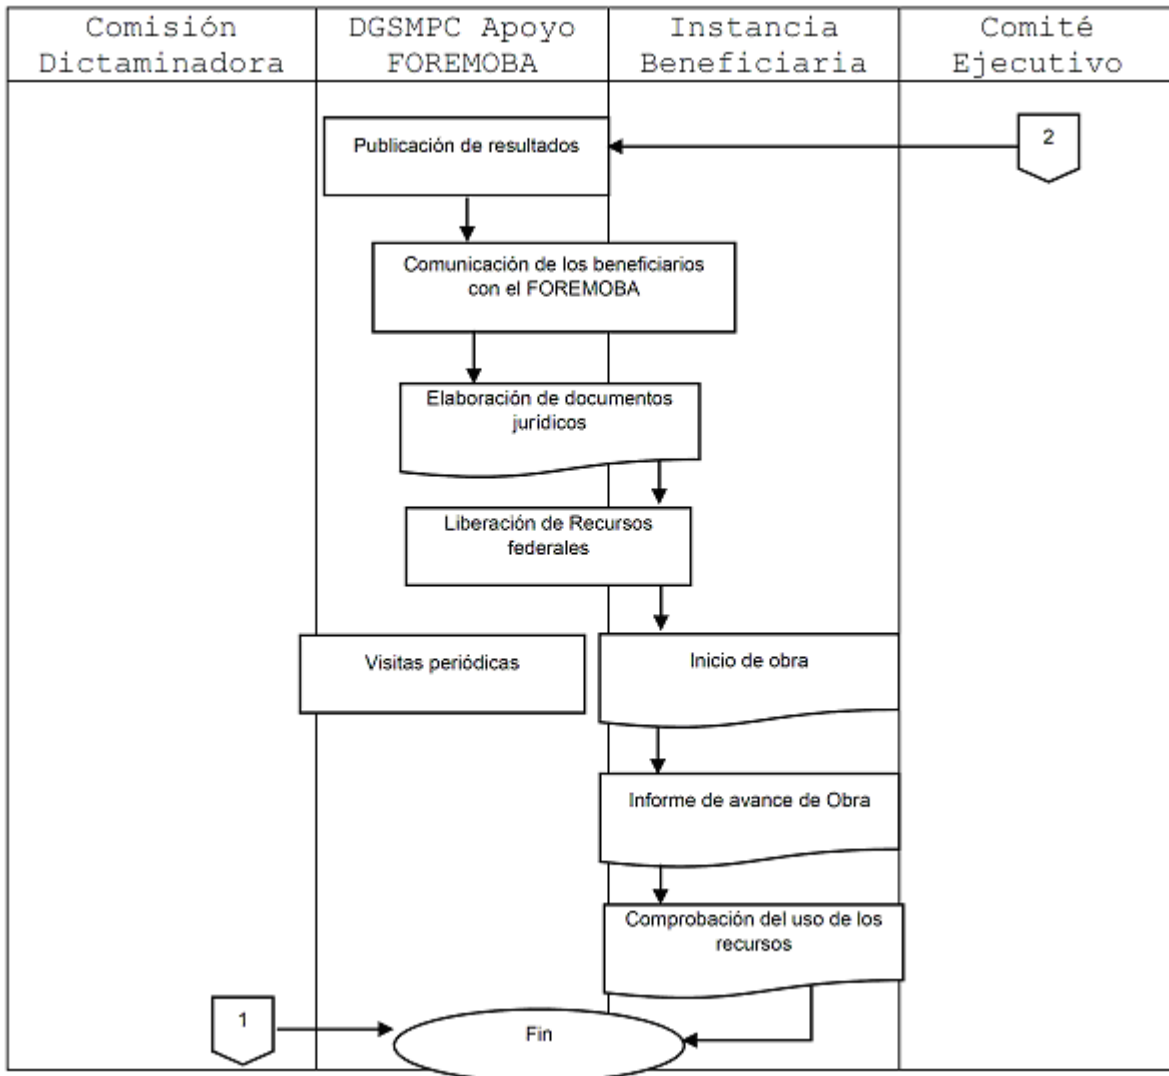 Comisión
Dictaminadora
DGSMPC Apoyo
FOREMOBA
Instancia
Beneficiaria
Comité
Ejecutivo
Publicación de resultados
2
Comunicación de los beneficiarios
con el FOREMOBA
Elaboración de documentos
jurídicos
Liberación de Recursos
federales
Visitas periódicas
Inicio de obra
Informe de avance de Obra
Comprobación del uso de los
recursos
1
Fin